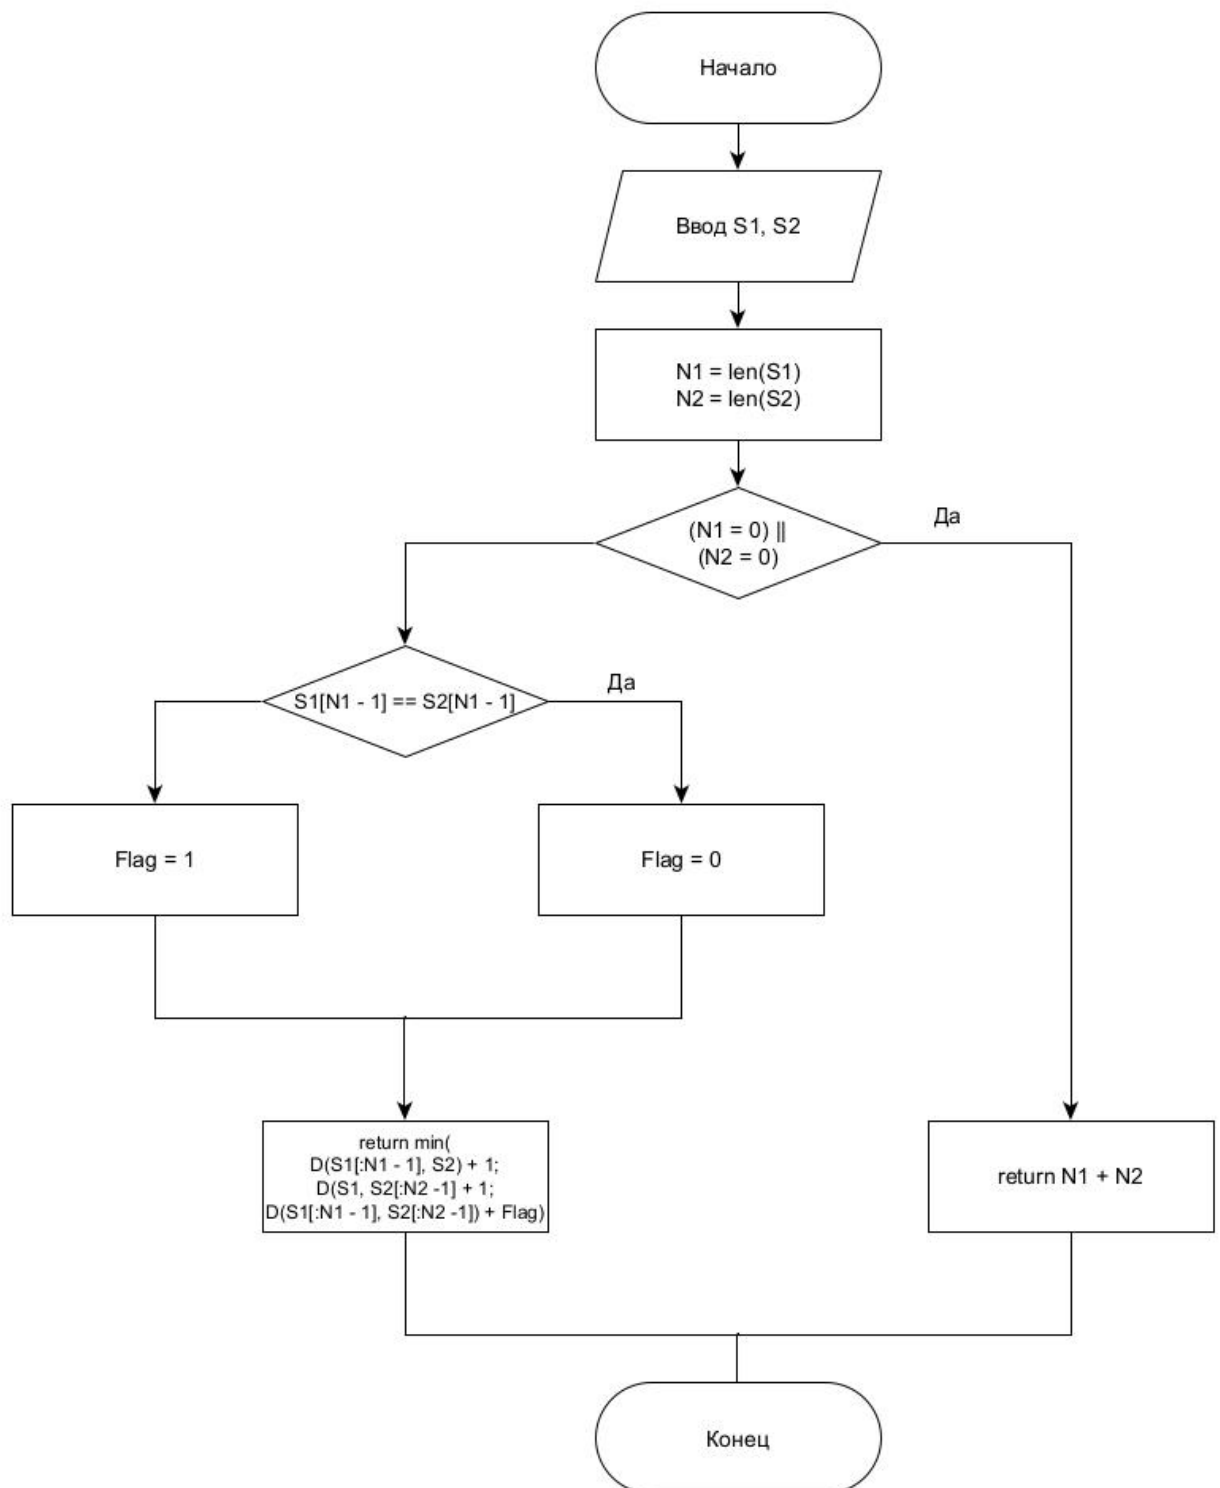 Начало
Ввод S1, S2
N1 = len(S1)
N2 = len(S2)
(N1 = 0) ||
(N2 = 0)
Да
S1[N1 - 1] == S2[N1 - 1]
Да
Flag = 1
Flag = 0
return min(
D(S1[:N1 - 1], S2) + 1;
D(S1, S2[:N2 -1] + 1;
D(S1[:N1 - 1], S2[:N2 -1]) + Flag)
return N1 + N2
Конец